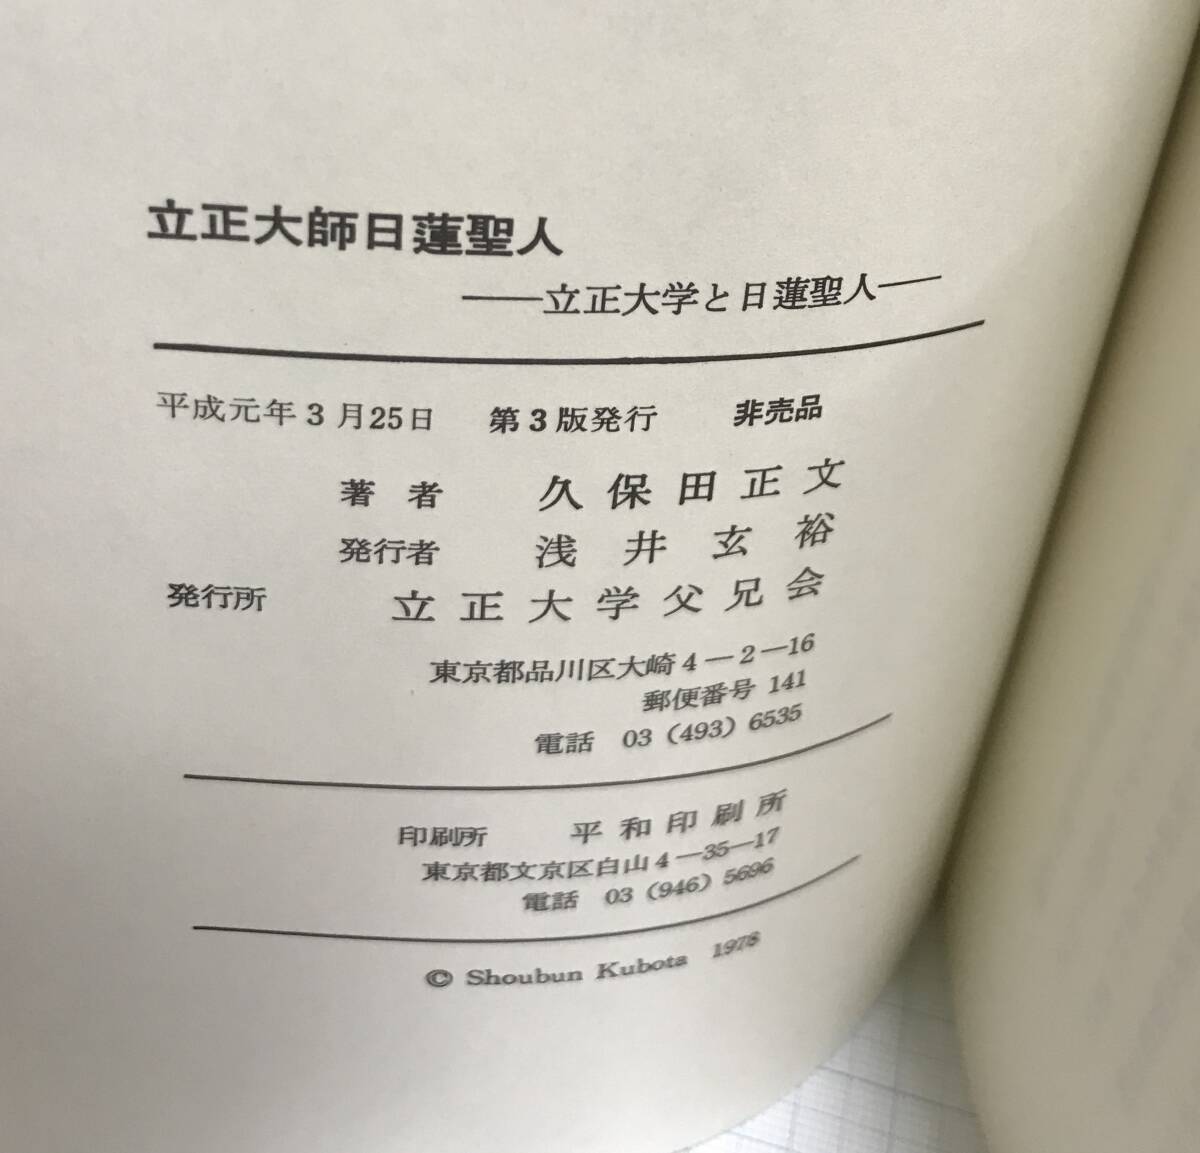 立正大師日蓮聖人
――立正大学と日蓮聖人――
平成元年3月25日 第3版発行 非売品
著者 久保田正文
発行者 浅井玄裕
発行所 立正大学父兄会
東京都品川区大崎4―2―16
郵便番号 141
電話 03(493)6535
印刷所 平和印刷所
東京都文京区白山4―35―17
電話 03(946)5696
© Shoubun Kubota 1978